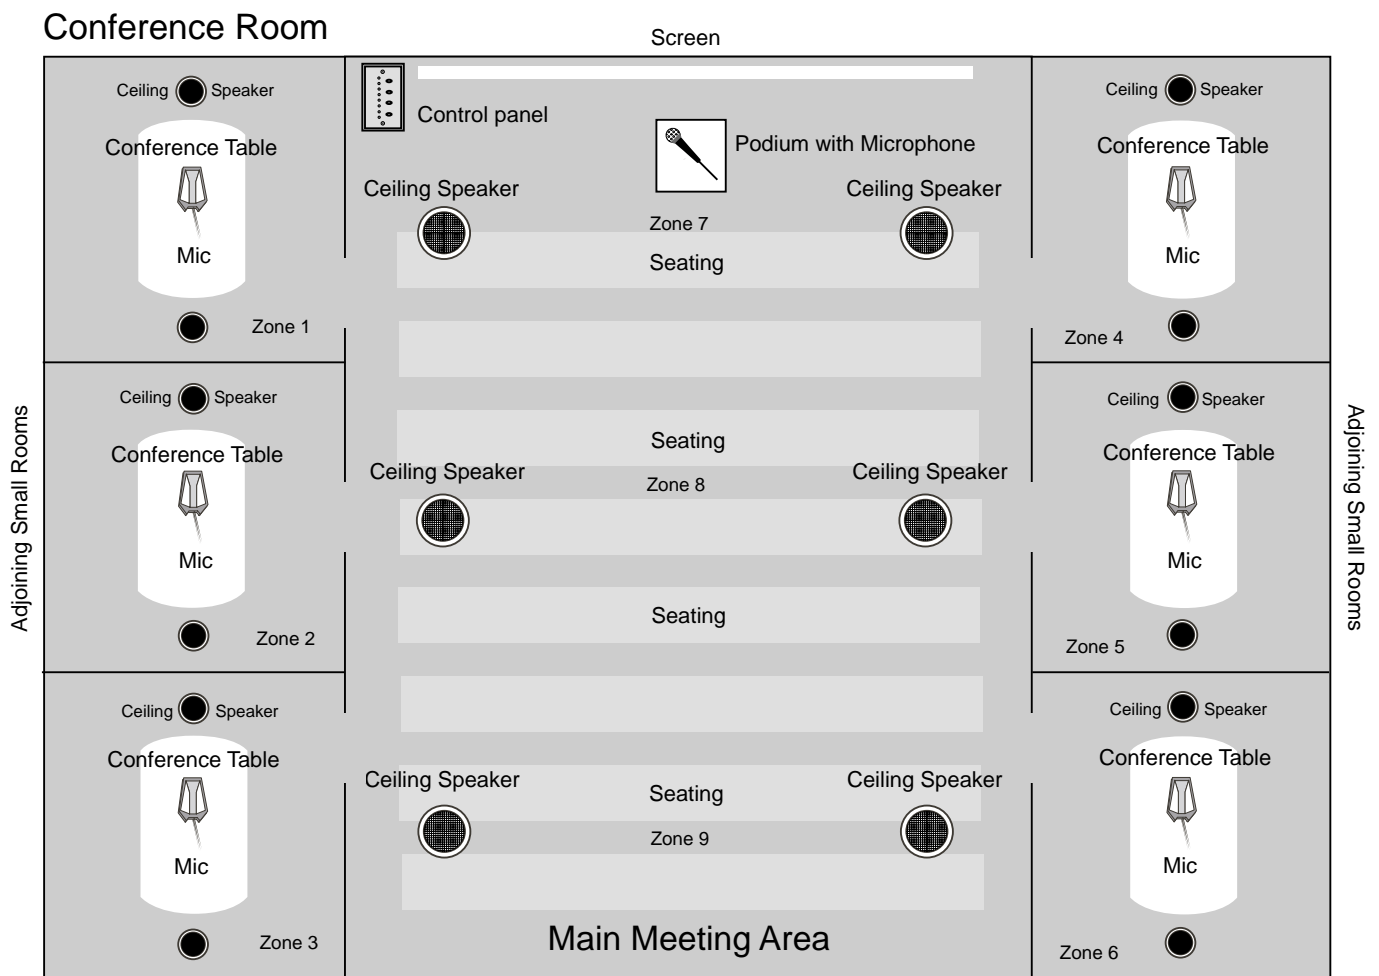 Conference Room
Screen
Ceiling Speaker
Conference Table
Mic
Zone 1
Control panel
Podium with Microphone
Ceiling Speaker
Ceiling Speaker
Zone 7
Seating
Ceiling Speaker
Conference Table
Mic
Zone 4
Adjoining Small Rooms
Ceiling Speaker
Conference Table
Mic
Zone 2
Seating
Ceiling Speaker
Ceiling Speaker
Zone 8
Seating
Ceiling Speaker
Conference Table
Mic
Zone 5
Adjoining Small Rooms
Ceiling Speaker
Conference Table
Mic
Zone 3
Ceiling Speaker
Ceiling Speaker
Seating
Zone 9
Main Meeting Area
Ceiling Speaker
Conference Table
Mic
Zone 6